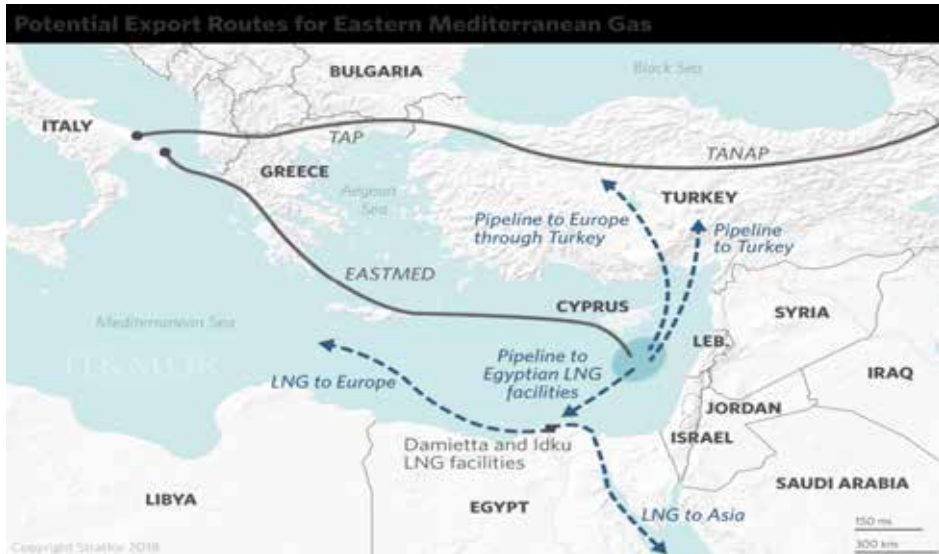 Potential Export Routes for Eastern Mediterranean Gas
BULGARIA
Black Sea
ITALY
TAP
TANAP
GREECE
Aegean
Sea
TURKEY
Pipeline to Europe
through Turkey
Pipeline
to Turkey
EASTMED
CYPRUS
SYRIA
Mediterranean Sea
LEB.
Pipeline to
Egyptian LNG
facilities
LNG to Europe
IRAQ
JORDAN
ISRAEL
Damietta and Idku
LNG facilities
SAUDI ARABIA
LIBYA
EGYPT
LNG to Asia
150 mi
300 km
Copyright Stratfor 2018